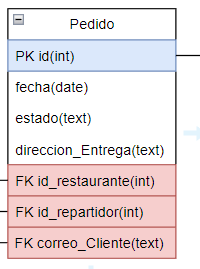 Pedido
PK id(int)
fecha(date)
estado(text)
direccion_Entrega(text)
FK id_restaurante(int)
FK id_repartidor(int)
FK correo_Cliente(text)